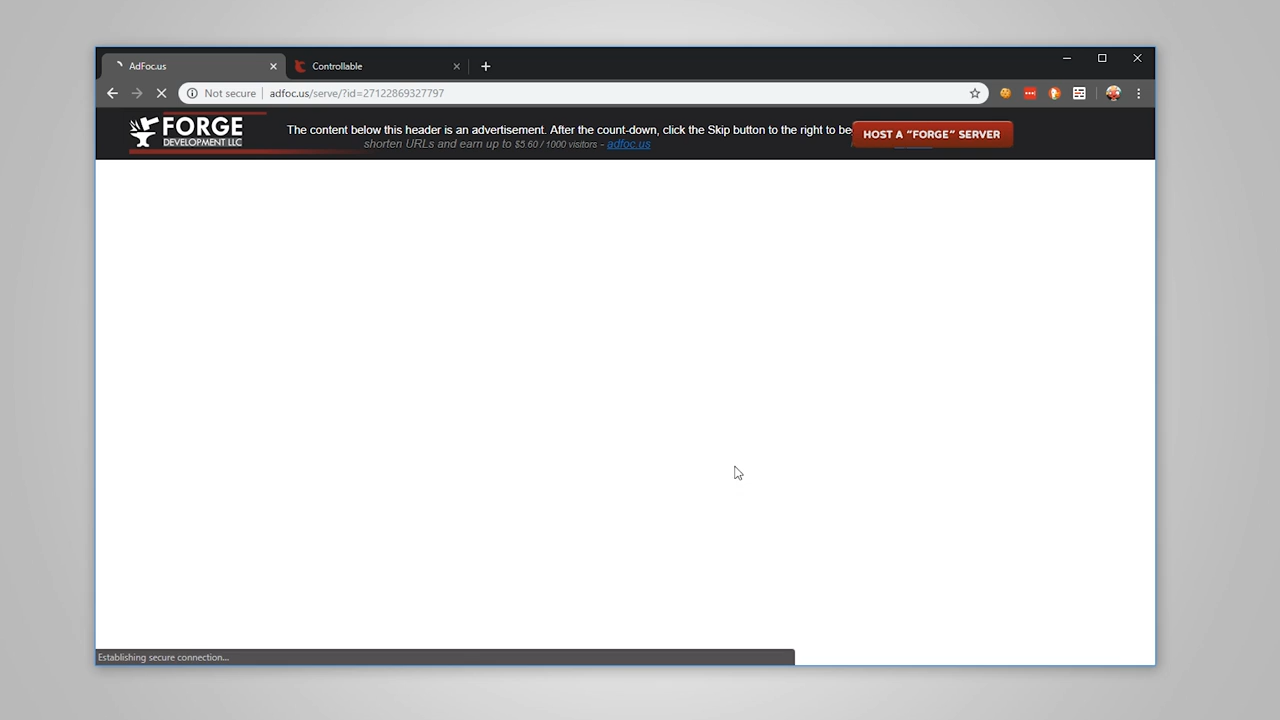 AdFoc.us
Controllable
Not secure
adfoc.us/serve/?id=27122869327797
FORGE
DEVELOPMENT LLC
The content below this header is an advertisement. After the count-down, click the Skip button to the right to be
shorten URLs and earn up to $5.60 / 1000 visitors - adfoc.us
HOST A “FORGE” SERVER
Establishing secure connection...